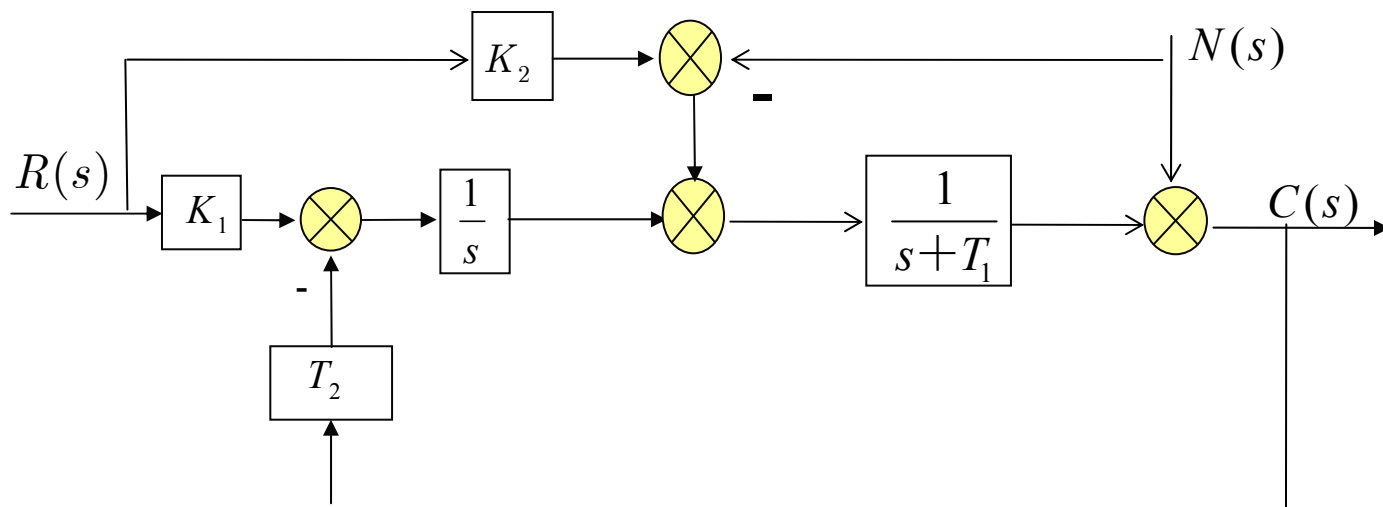 K₂
N(s)
-
R(s)
K₁
1
s
1
s+T₁
C(s)
-
T₂